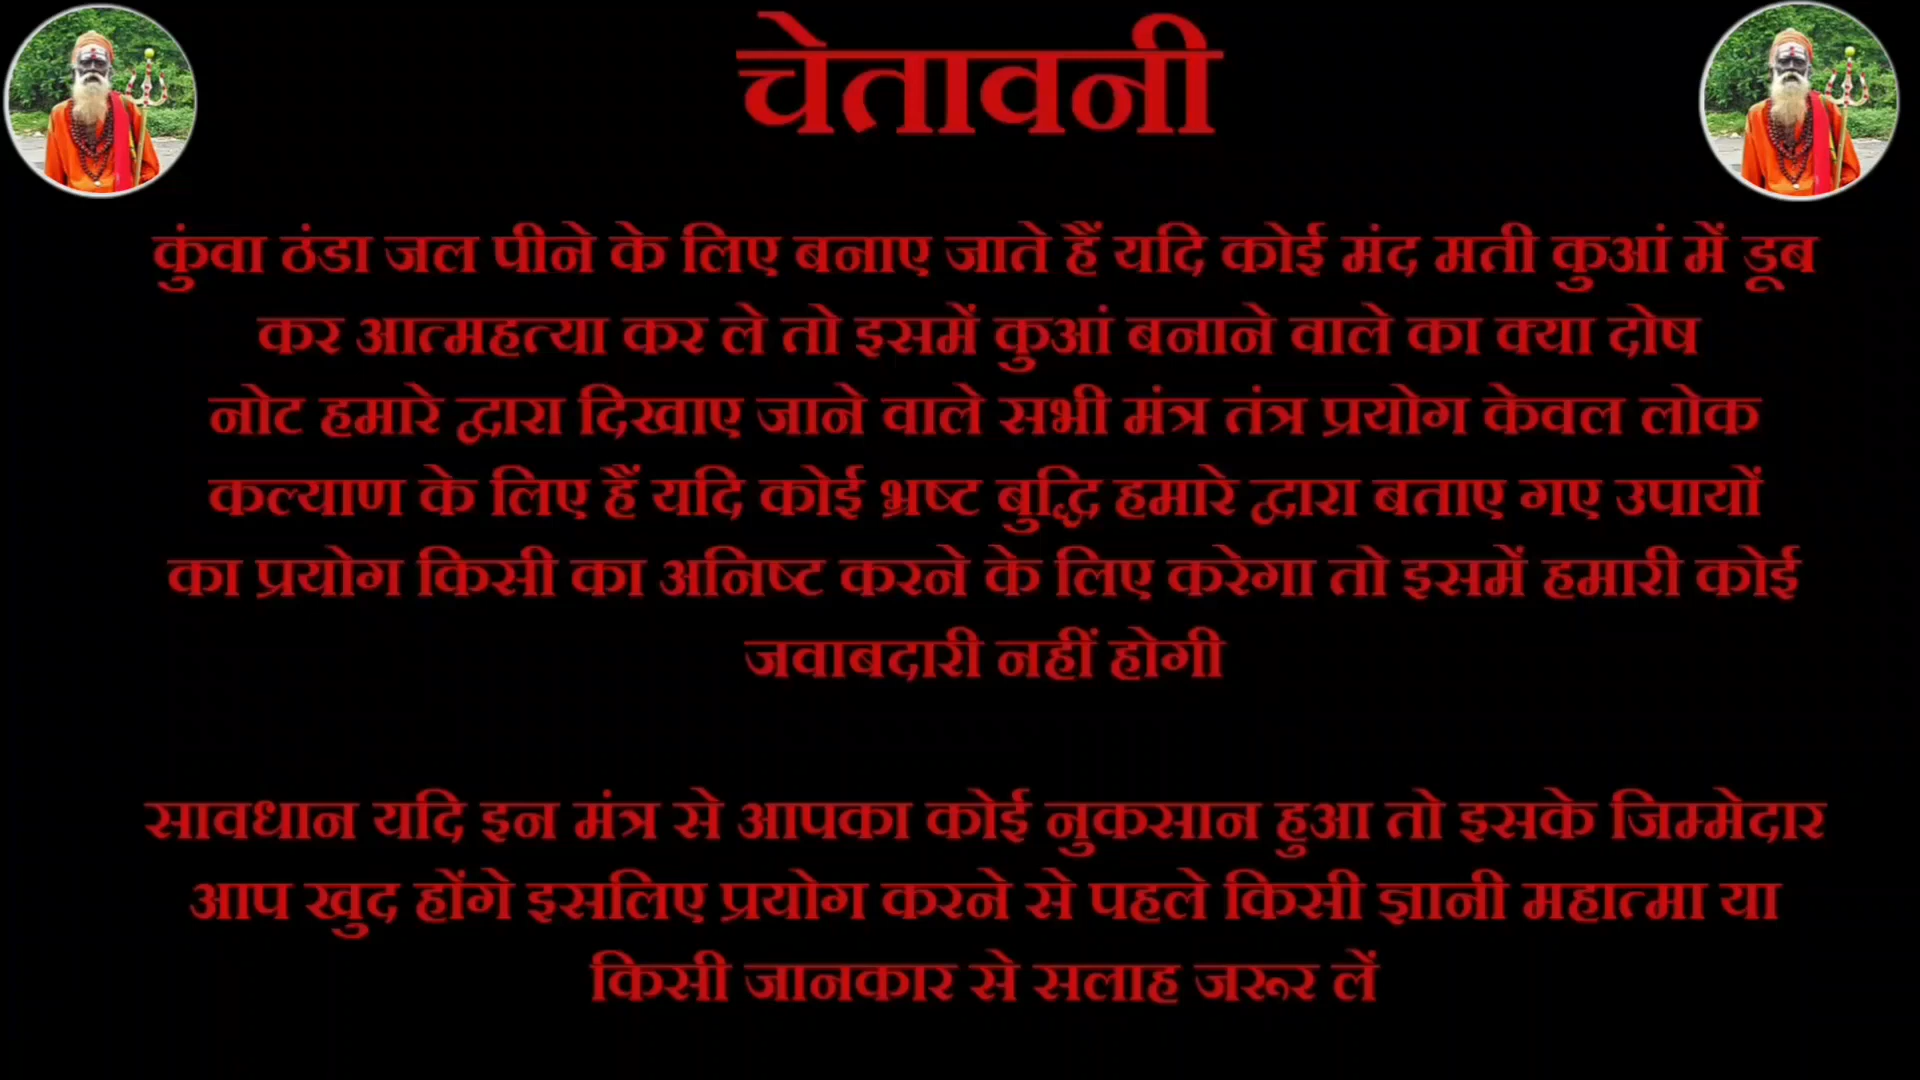 चेतावनी
कुंवा ठंडा जल पीने के लिए बनाए जाते हैं यदि कोई मंद मती कुआं में डूब
कर आत्महत्या कर ले तो इसमें कुआं बनाने वाले का क्या दोष
नोट हमारे द्वारा दिखाए जाने वाले सभी मंत्र तंत्र प्रयोग केवल लोक
कल्याण के लिए हैं यदि कोई भ्रष्ट बुद्धि हमारे द्वारा बताए गए उपायों
का प्रयोग किसी का अनिष्ट करने के लिए करेगा तो इसमें हमारी कोई
जवाबदारी नहीं होगी
सावधान यदि इन मंत्र से आपका कोई नुकसान हुआ तो इसके जिम्मेदार
आप खुद होंगे इसलिए प्रयोग करने से पहले किसी ज्ञानी महात्मा या
किसी जानकार से सलाह जरूर लें